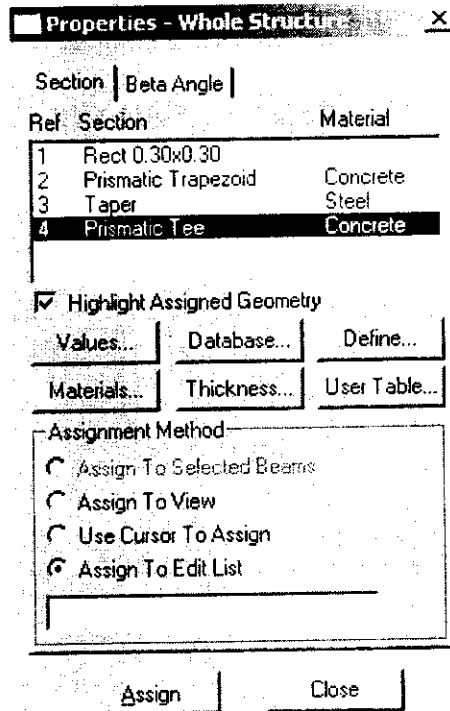 Properties - Whole Structure
Section Beta Angle
Ref Section Material
1 Rect 0.30x0.30
2 Prismatic Trapezoid Concrete
3 Taper Steel
4 Prismatic Tee Concrete
Highlight Assigned Geometry
Values... Database... Define...
Materials... Thickness... User Table...
Assignment Method
Assign To Selected Beams
Assign To View
Use Cursor To Assign
Assign To Edit List
Assign Close